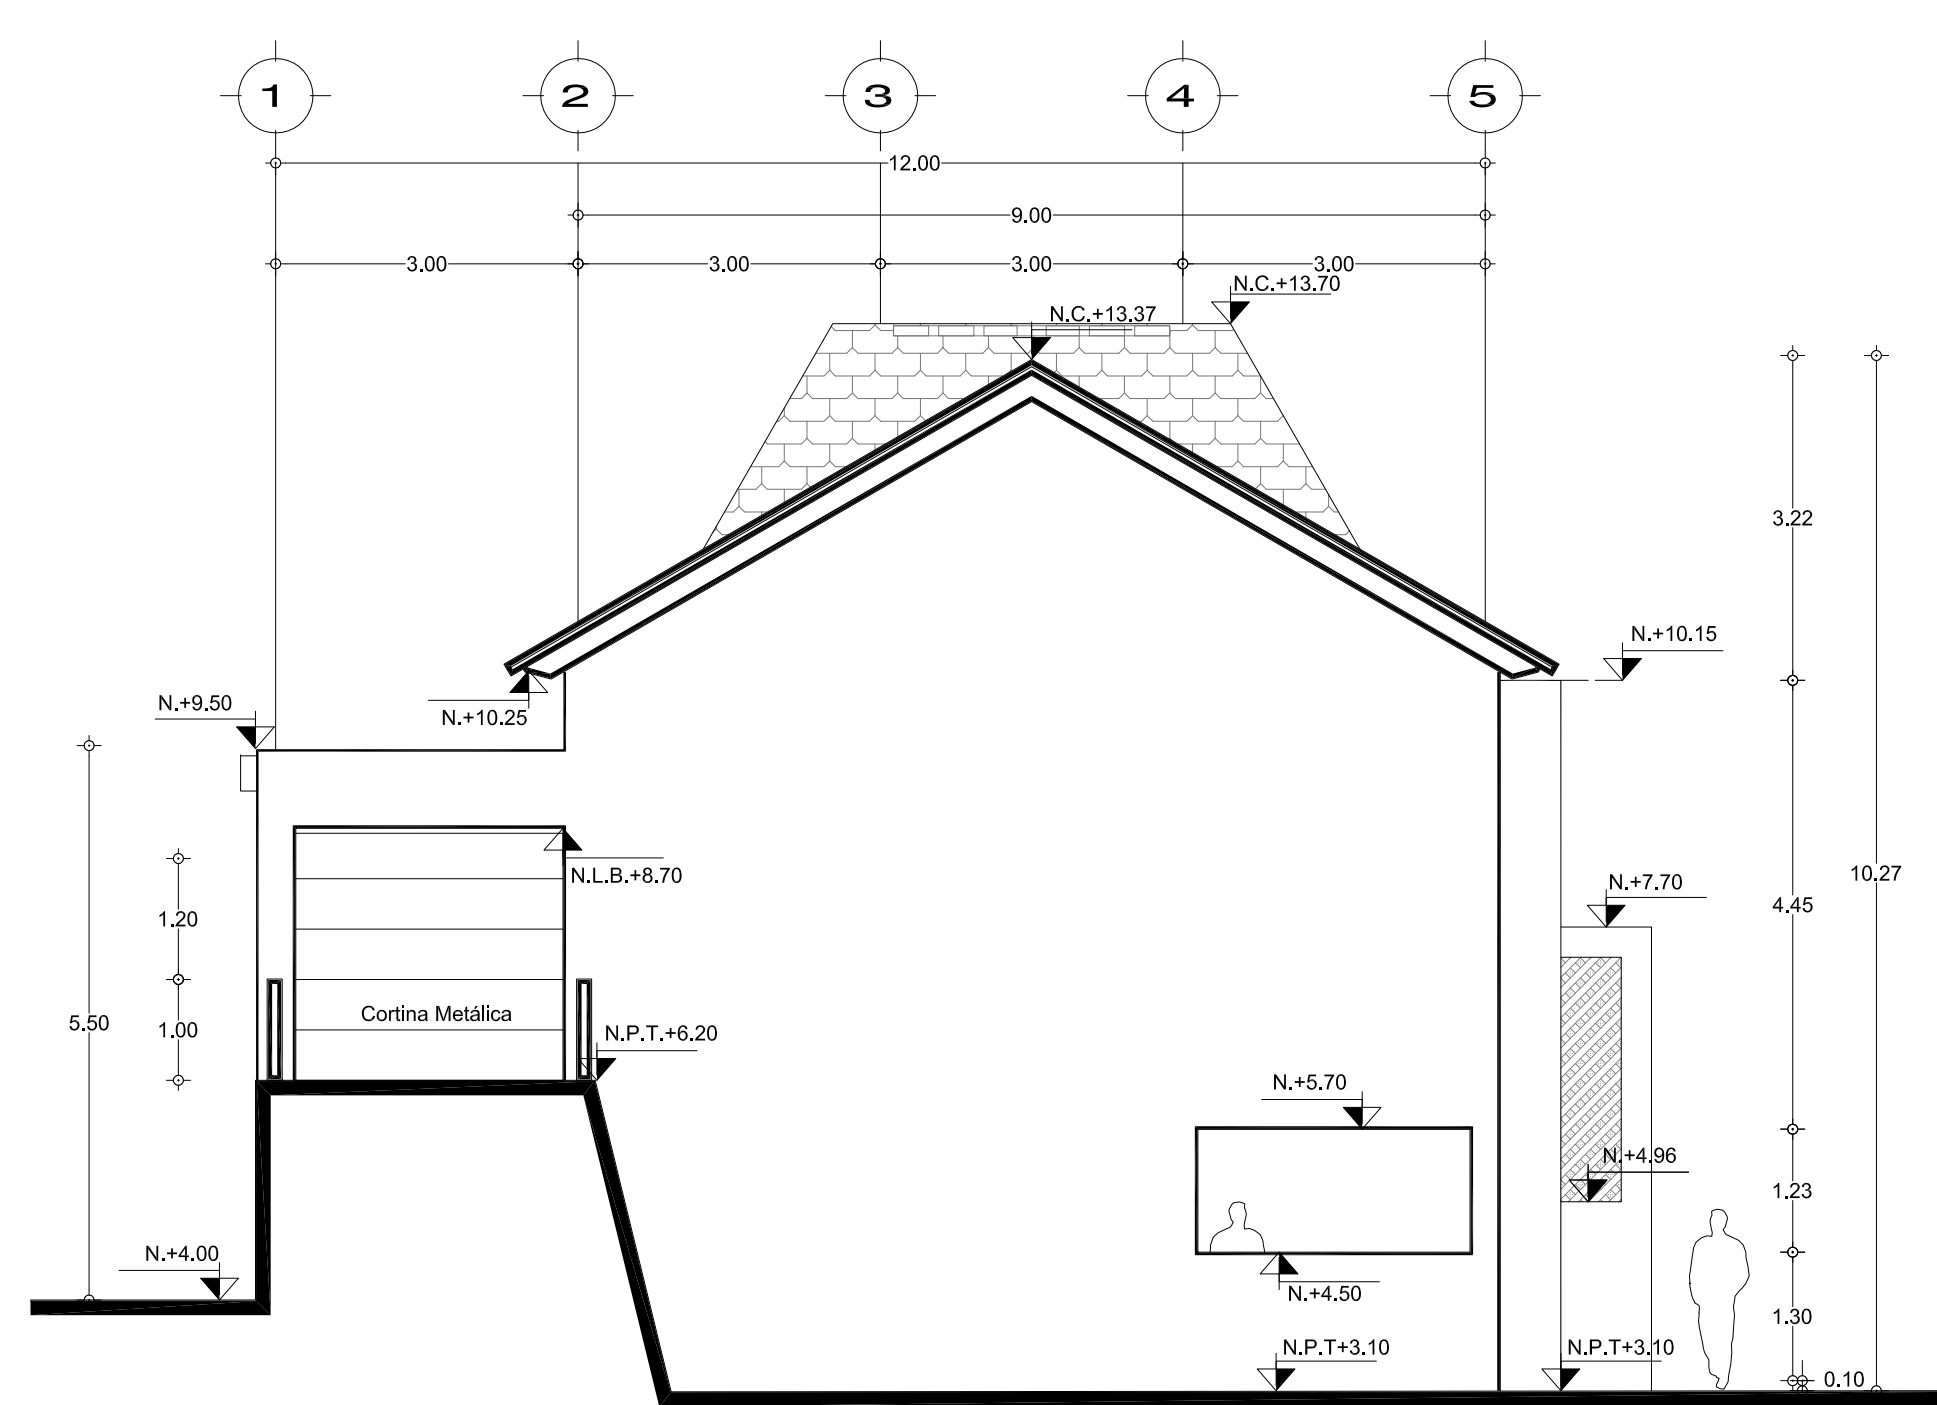 1 2 3 4 5
12.00
9.00
3.00 3.00 3.00 3.00
N.C.+13.70
N.C.+13.37
3.22
N.+10.15
N.+9.50
N.+10.25
N.L.B.+8.70
10.27
N.+7.70
4.45
1.20
Cortina Metálica
5.50
1.00
N.P.T.+6.20
N.+5.70
N.+4.96
1.23
N.+4.00
N.+4.50
1.30
N.P.T+3.10
N.P.T+3.10
0.10